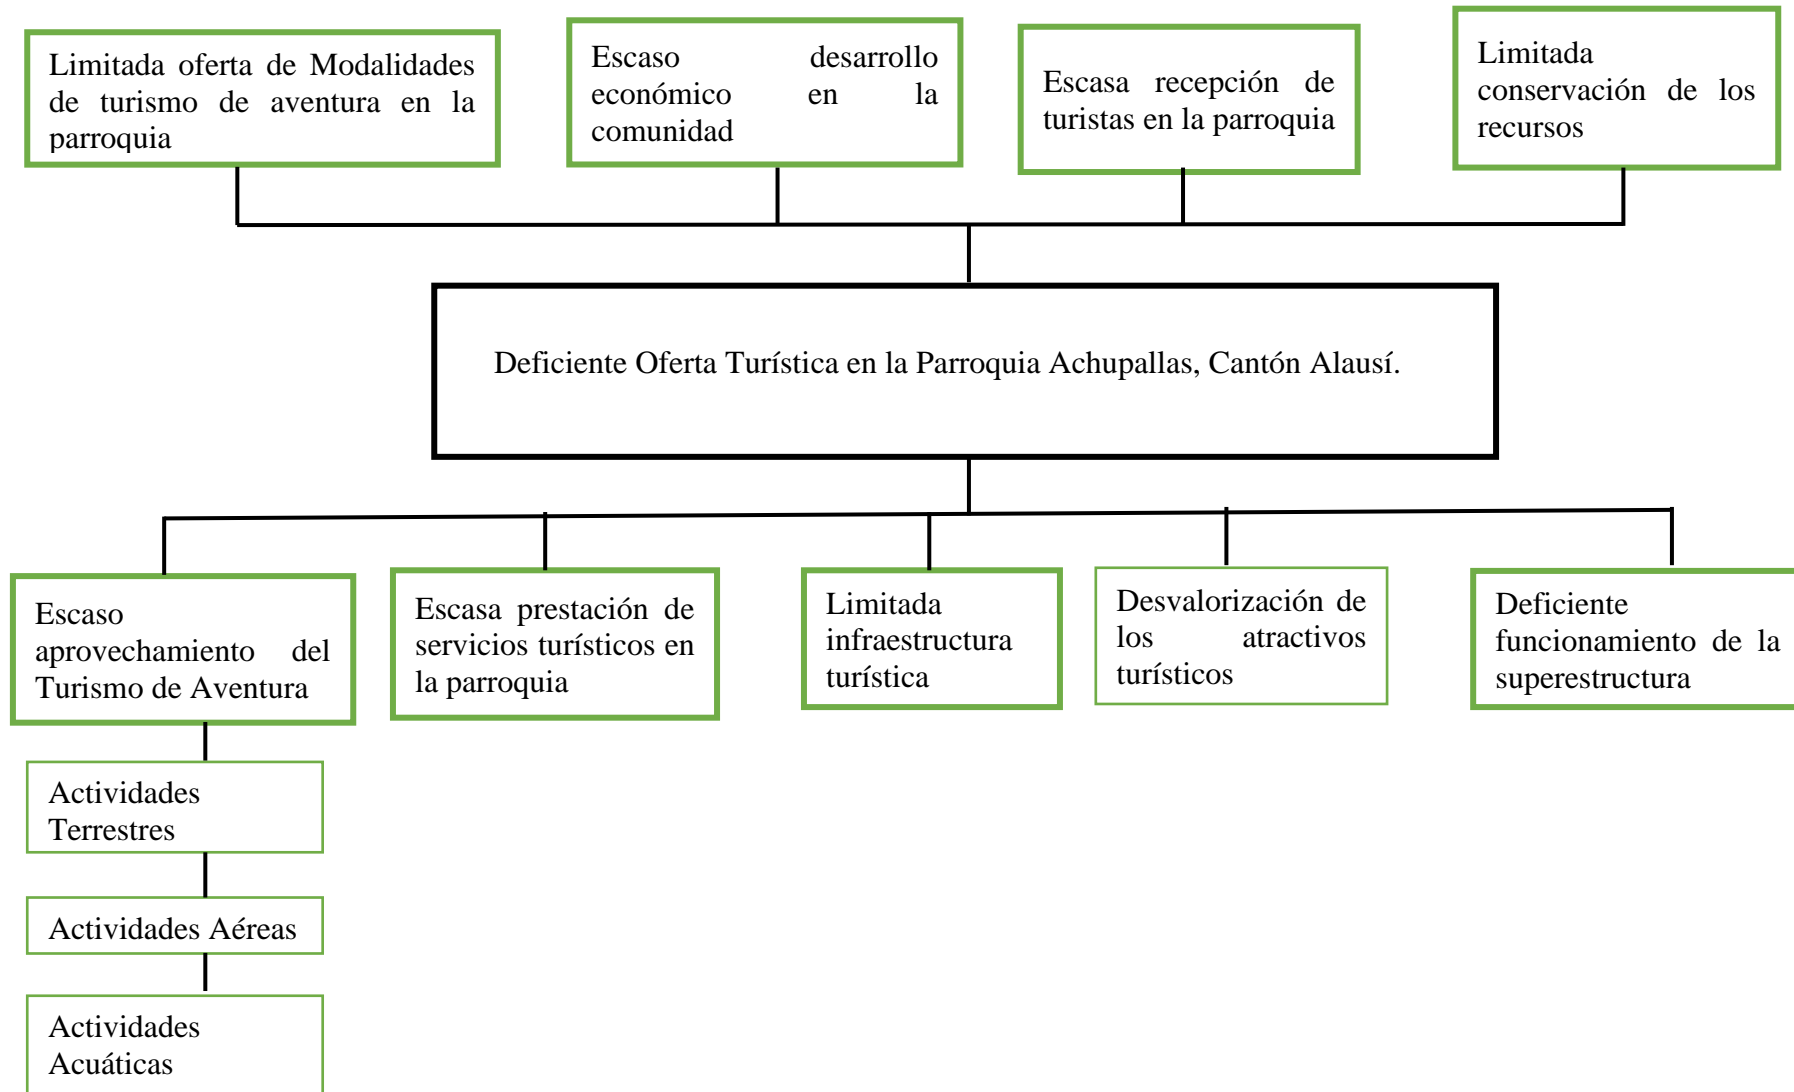 Limitada oferta de Modalidades
de turismo de aventura en la
parroquia
Escaso desarrollo
económico en la
comunidad
Escasa recepción de
turistas en la parroquia
Limitada
conservación de los
recursos
Deficiente Oferta Turística en la Parroquia Achupallas, Cantón Alausí.
Escaso
aprovechamiento del
Turismo de Aventura
Escasa prestación de
servicios turísticos en
la parroquia
Limitada
infraestructura
turística
Desvalorización de
los atractivos
turísticos
Deficiente
funcionamiento de la
superestructura
Actividades
Terrestres
Actividades Aéreas
Actividades
Acuáticas